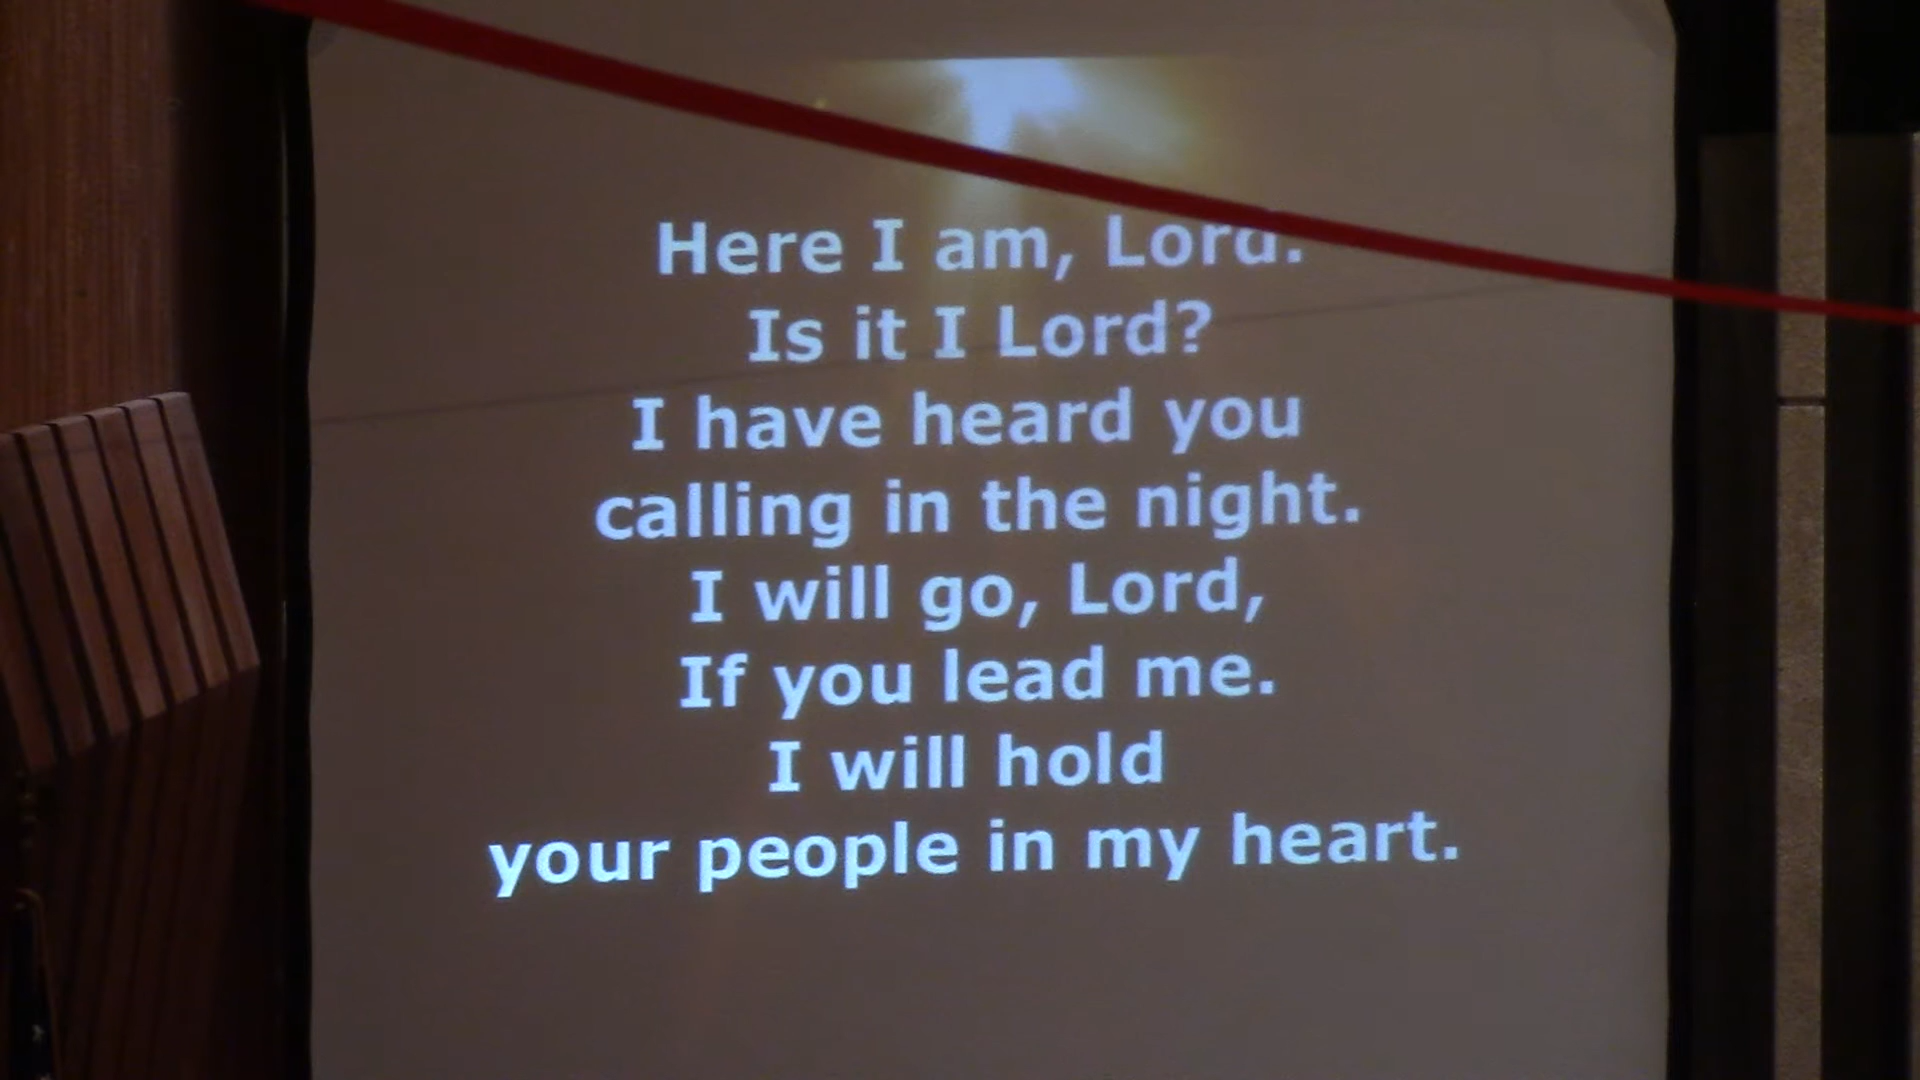 Here I am, Lord.
Is it I Lord?
I have heard you
calling in the night.
I will go, Lord,
If you lead me.
I will hold
your people in my heart.